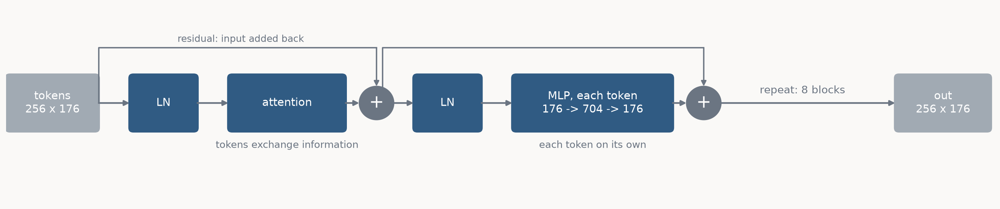 residual: input added back
tokens
256 x 176
LN
attention
+
LN
MLP, each token
176 -> 704 -> 176
+
repeat: 8 blocks
out
256 x 176
tokens exchange information
each token on its own